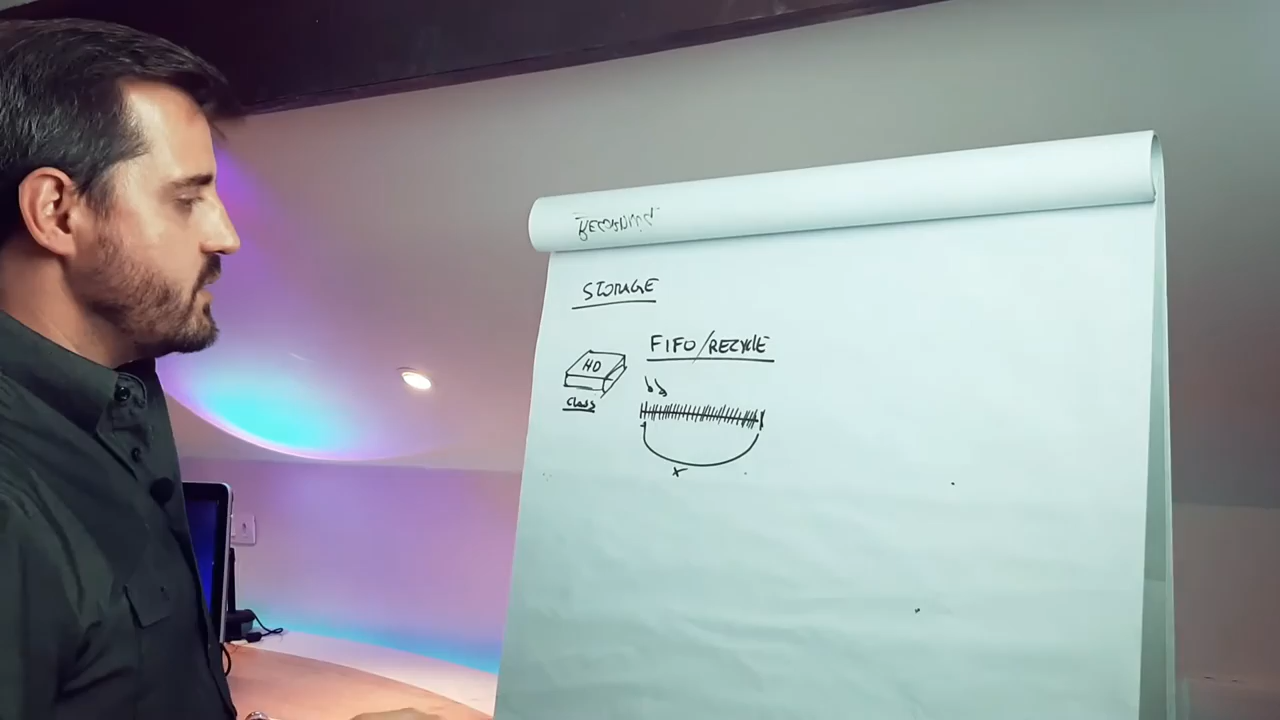 RECORDING
STORAGE
FIFO/RECYCLE
HD
CLASS
x